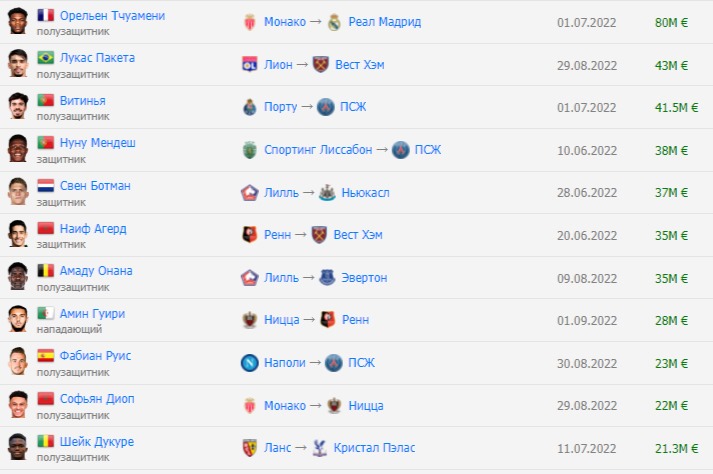 Орельен Тчуамени Монако → Реал Мадрид 01.07.2022 80M €
полузащитник
Лукас Пакета Лион → Вест Хэм 29.08.2022 43M €
полузащитник
Витинья Порту → ПСЖ 01.07.2022 41.5M €
полузащитник
Нуну Мендеш Спортинг Лиссабон → ПСЖ 10.06.2022 38M €
защитник
Свен Ботман Лилль → Ньюкасл 28.06.2022 37M €
защитник
Наиф Агерд Ренн → Вест Хэм 20.06.2022 35M €
защитник
Амаду Онана Лилль → Эвертон 09.08.2022 35M €
полузащитник
Амин Гуири Ницца → Ренн 01.09.2022 28M €
нападающий
Фабиан Руис Наполи → ПСЖ 30.08.2022 23M €
полузащитник
Софьян Диоп Монако → Ницца 29.08.2022 22M €
полузащитник
Шейк Дукуре Ланс → Кристал Пэлас 11.07.2022 21.3M €
полузащитник